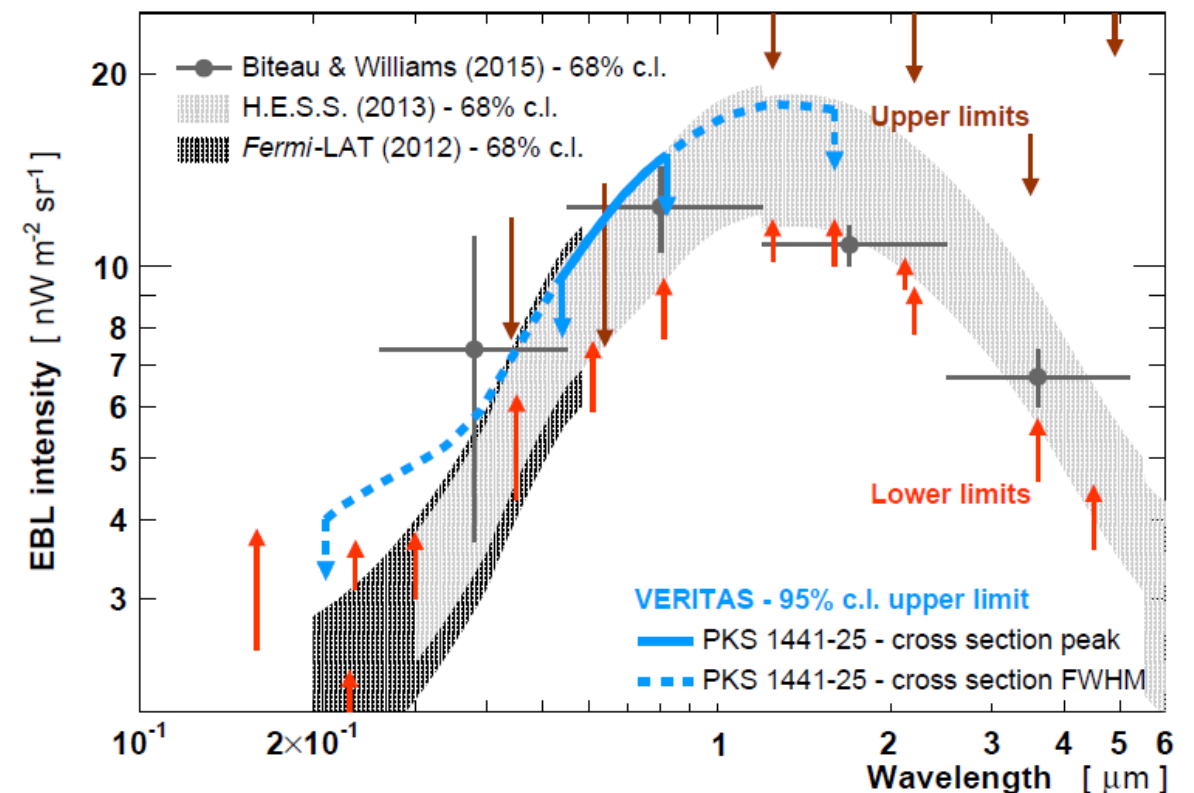 Biteau & Williams (2015) - 68% c.l.
H.E.S.S. (2013) - 68% c.l.
Fermi-LAT (2012) - 68% c.l.
Upper limits
Lower limits
VERITAS - 95% c.l. upper limit
PKS 1441-25 - cross section peak
PKS 1441-25 - cross section FWHM
EBL intensity [ nW m⁻² sr⁻¹ ]
20
10
8
7
6
5
4
3
10⁻¹ 2×10⁻¹ 1 2 3 4 5 6
Wavelength [ μm ]